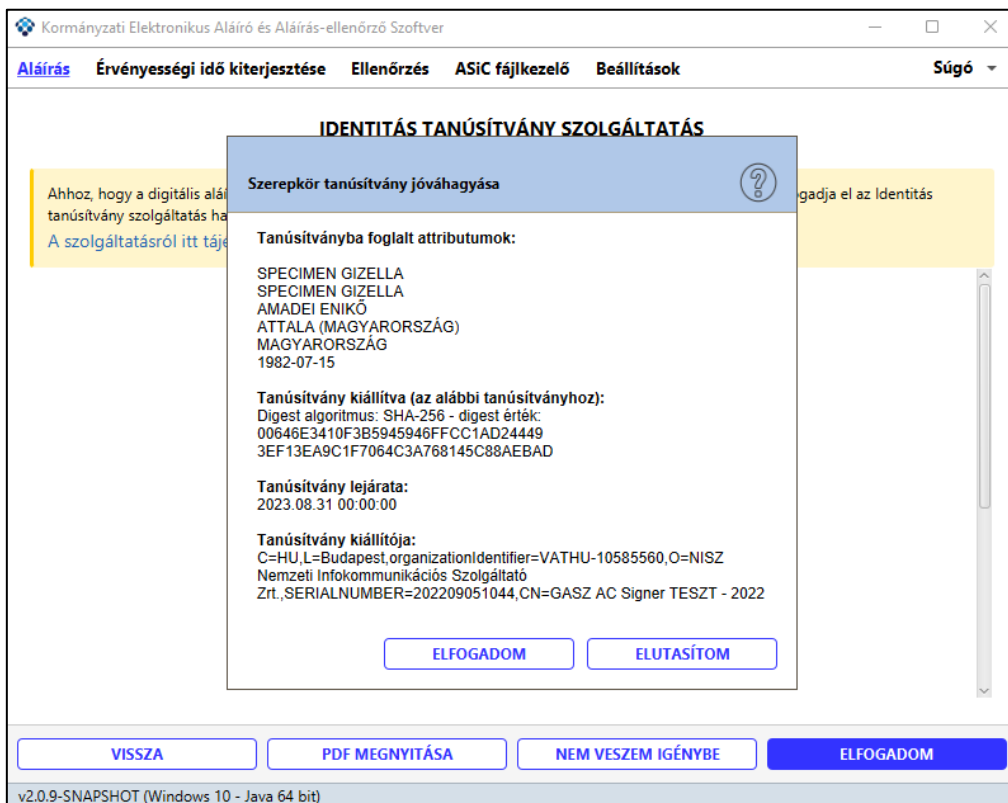 Kormányzati Elektronikus Aláíró és Aláírás-ellenőrző Szoftver
Aláírás Érvényességi idő kiterjesztése Ellenőrzés ASiC fájlkezelő Beállítások Súgó
IDENTITÁS TANÚSÍTVÁNY SZOLGÁLTATÁS
Ahhoz, hogy a digitális alá
gadja el az Identitás
tanúsítvány szolgáltatás ha
A szolgáltatásról itt táj
Szerepkör tanúsítvány jóváhagyása
Tanúsítványba foglalt attributumok:
SPECIMEN GIZELLA
SPECIMEN GIZELLA
AMADEI ENIKŐ
ATTALA (MAGYARORSZÁG)
MAGYARORSZÁG
1982-07-15
Tanúsítvány kiállítva (az alábbi tanúsítványhoz):
Digest algoritmus: SHA-256 - digest érték:
00646E3410F3B5945946FFCC1AD24449
3EF13EA9C1F7064C3A768145C88AEBAD
Tanúsítvány lejárata:
2023.08.31 00:00:00
Tanúsítvány kiállítója:
C=HU,L=Budapest,organizationIdentifier=VATHU-10585560,O=NISZ
Nemzeti Infokommunikációs Szolgáltató
Zrt.,SERIALNUMBER=202209051044,CN=GASZ AC Signer TESZT - 2022
ELFOGADOM ELUTASÍTOM
VISSZA PDF MEGNYITÁSA NEM VESZEM IGÉNYBE ELFOGADOM
v2.0.9-SNAPSHOT (Windows 10 - Java 64 bit)